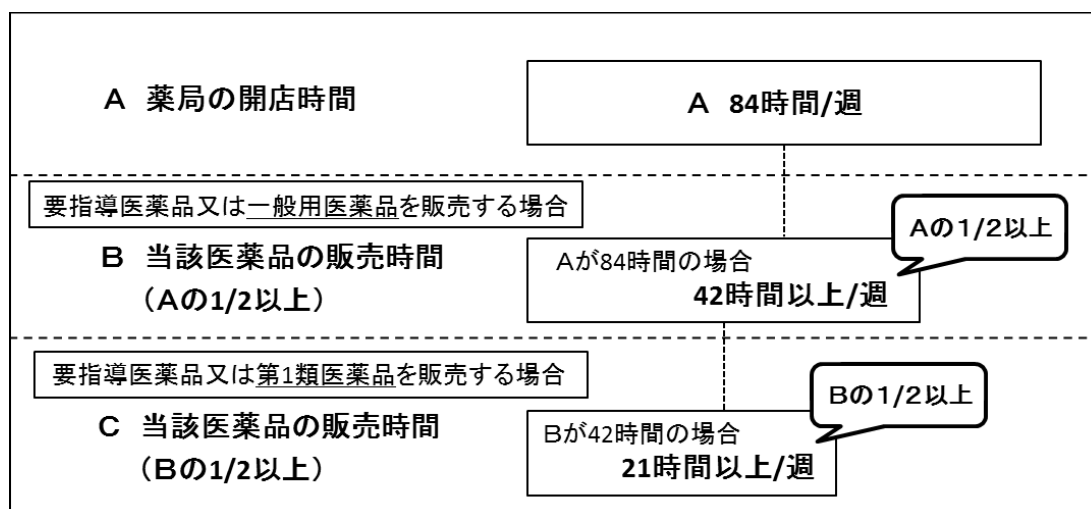 A 薬局の開店時間
A 84時間/週
要指導医薬品又は一般用医薬品を販売する場合
B 当該医薬品の販売時間
(Aの1/2以上)
Aが84時間の場合
42時間以上/週
Aの1/2以上
要指導医薬品又は第1類医薬品を販売する場合
C 当該医薬品の販売時間
(Bの1/2以上)
Bが42時間の場合
21時間以上/週
Bの1/2以上